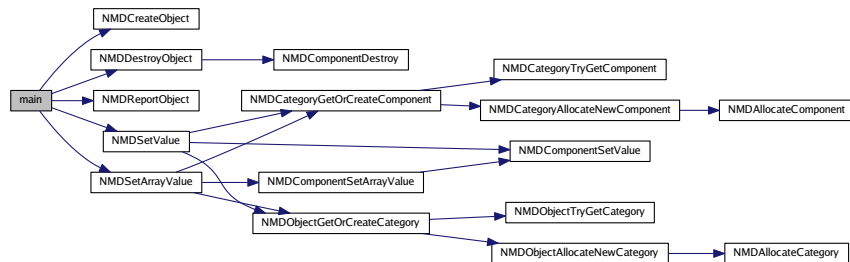 NMDCreateObject
NMDDestroyObject
NMDComponentDestroy
NMDCategoryTryGetComponent
main
NMDReportObject
NMDCategoryGetOrCreateComponent
NMDCategoryAllocateNewComponent
NMDAllocateComponent
NMDSetValue
NMDComponentSetValue
NMDSetArrayValue
NMDComponentSetArrayValue
NMDObjectGetOrCreateCategory
NMDObjectTryGetCategory
NMDObjectAllocateNewCategory
NMDAllocateCategory